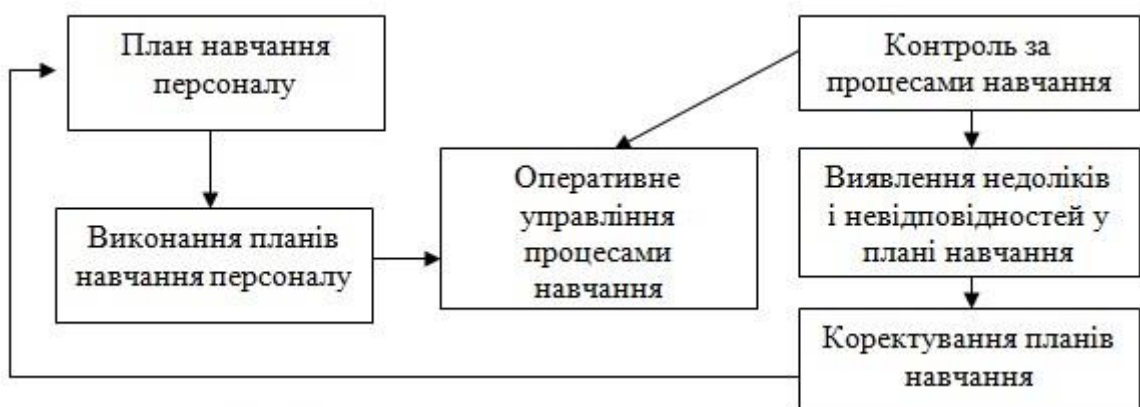 План навчання
персоналу
Виконання планів
навчання персоналу
Оперативне
управління
процесами
навчання
Контроль за
процесами навчання
Виявлення недоліків
і невідповідностей у
плані навчання
Коректування планів
навчання